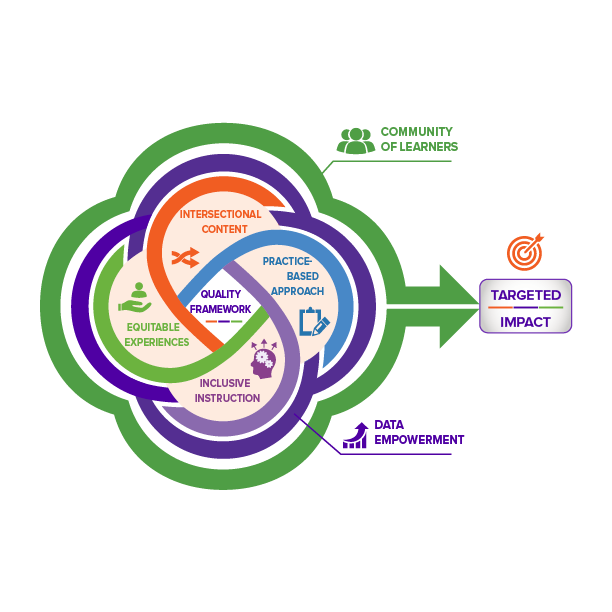 COMMUNITY
OF LEARNERS
INTERSECTIONAL
CONTENT
PRACTICE-
BASED
APPROACH
QUALITY
FRAMEWORK
EQUITABLE
EXPERIENCES
INCLUSIVE
INSTRUCTION
TARGETED
IMPACT
DATA
EMPOWERMENT